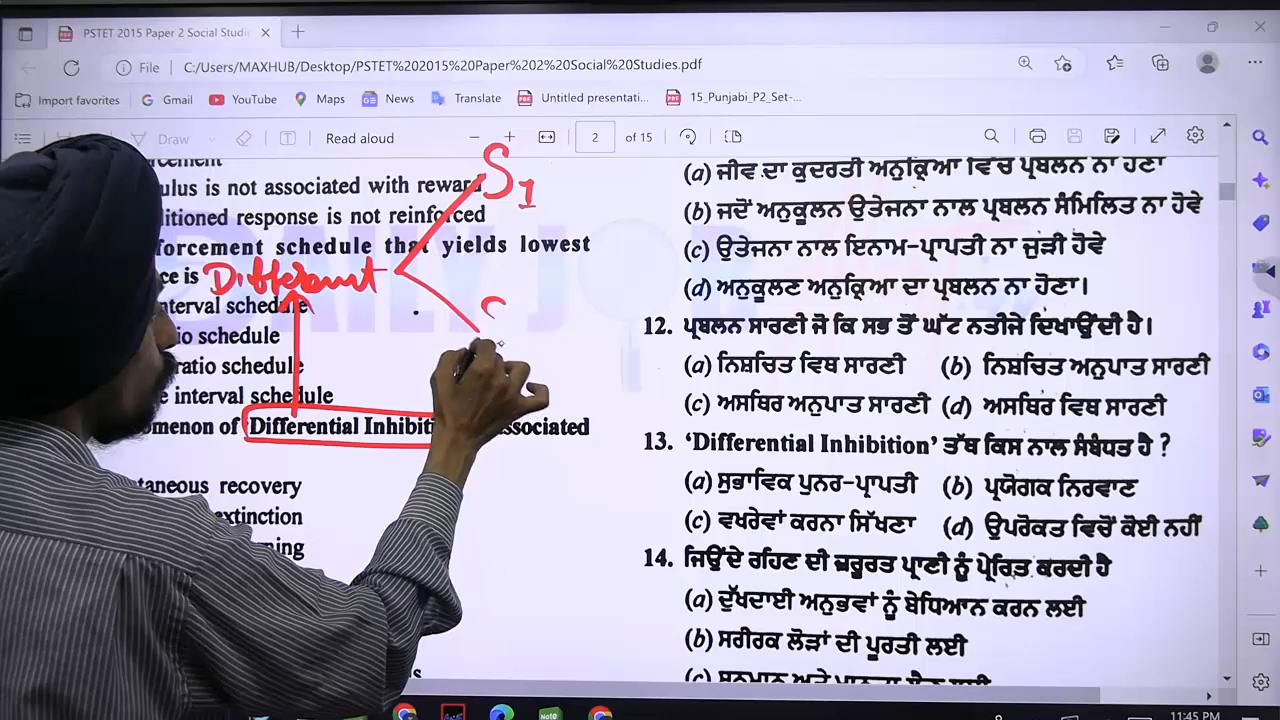 PSTET 2015 Paper 2 Social Studi
File C:/Users/MAXHUB/Desktop/PSTET%202015%20Paper%202%20Social%20Studies.pdf
Import favorites Gmail YouTube Maps News Translate Untitled presentati... 15_Punjabi_P2_Set-...
Draw Read aloud 2 of 15
ulus is not associated with reward
itioned response is not reinforced
forcement schedule that yields lowest
ce is
Different
S1
interval schedule
io schedule
ratio schedule
e interval schedule
omenon of Differential Inhibiti ssociated
taneous recovery
extinction
ning
(a) ਜੀਵ ਦਾ ਕੁਦਰਤੀ ਅਨੁਕ੍ਰਿਆ ਵਿੱਚ ਪ੍ਰਬਲਨ ਨਾ ਹੋਣਾ
(b) ਜਦੋਂ ਅਨੁਕੂਲਨ ਉਤੇਜਨਾ ਨਾਲ ਪ੍ਰਬਲਨ ਸੰਮਿਲਿਤ ਨਾ ਹੋਵੇ
(c) ਉਤੇਜਨਾ ਨਾਲ ਇਨਾਮ-ਪ੍ਰਾਪਤੀ ਨਾ ਜੁੜੀ ਹੋਵੇ
(d) ਅਨੁਕੂਲਣ ਅਨੁਕ੍ਰਿਆ ਦਾ ਪ੍ਰਬਲਨ ਨਾ ਹੋਣਾ।
12. ਪ੍ਰਬਲਨ ਸਾਰਣੀ ਜੋ ਕਿ ਸਭ ਤੋਂ ਘੱਟ ਨਤੀਜੇ ਦਿਖਾਉਂਦੀ ਹੈ।
(a) ਨਿਸ਼ਚਿਤ ਵਿਥ ਸਾਰਣੀ (b) ਨਿਸ਼ਚਿਤ ਅਨੁਪਾਤ ਸਾਰਣੀ
(c) ਅਸਥਿਰ ਅਨੁਪਾਤ ਸਾਰਣੀ (d) ਅਸਥਿਰ ਵਿਥ ਸਾਰਣੀ
13. 'Differential Inhibition' ਤੱਥ ਕਿਸ ਨਾਲ ਸੰਬੰਧਤ ਹੈ ?
(a) ਸੁਭਾਵਿਕ ਪੁਨਰ-ਪ੍ਰਾਪਤੀ (b) ਪ੍ਰਯੋਗਕ ਨਿਰਵਾਣ
(c) ਵਖਰੇਵਾਂ ਕਰਨਾ ਸਿੱਖਣਾ (d) ਉਪਰੋਕਤ ਵਿਚੋਂ ਕੋਈ ਨਹੀਂ
14. ਜਿਉਂਦੇ ਰਹਿਣ ਦੀ ਜ਼ਰੂਰਤ ਪ੍ਰਾਣੀ ਨੂੰ ਪ੍ਰੇਰਿਤ ਕਰਦੀ ਹੈ
(a) ਦੁੱਖਦਾਈ ਅਨੁਭਵਾਂ ਨੂੰ ਬੇਧਿਆਨ ਕਰਨ ਲਈ
(b) ਸਰੀਰਕ ਲੋੜਾਂ ਦੀ ਪੂਰਤੀ ਲਈ
11:45 PM